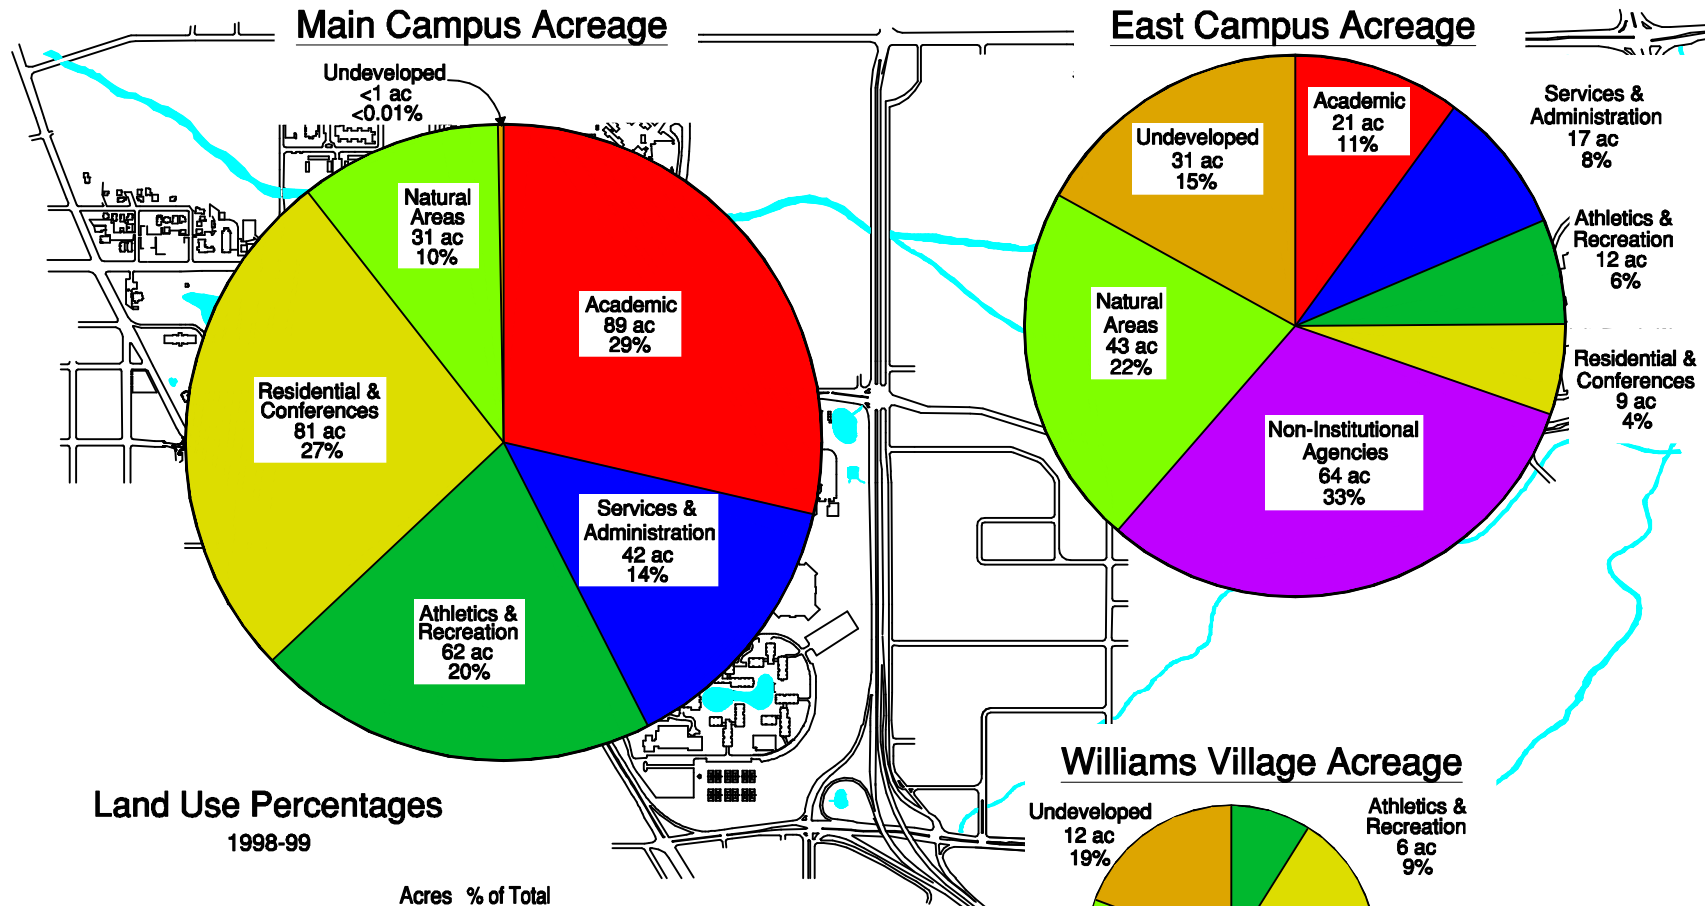 Main Campus Acreage
Undeveloped
<1 ac
<0.01%
Natural
Areas
31 ac
10%
Academic
89 ac
29%
Residential &
Conferences
81 ac
27%
Services &
Administration
42 ac
14%
Athletics &
Recreation
62 ac
20%
East Campus Acreage
Academic
21 ac
11%
Services &
Administration
17 ac
8%
Undeveloped
31 ac
15%
Athletics &
Recreation
12 ac
6%
Natural
Areas
43 ac
22%
Residential &
Conferences
9 ac
4%
Non-Institutional
Agencies
64 ac
33%
Williams Village Acreage
Undeveloped
12 ac
19%
Athletics &
Recreation
6 ac
9%
Land Use Percentages
1998-99
Acres % of Total